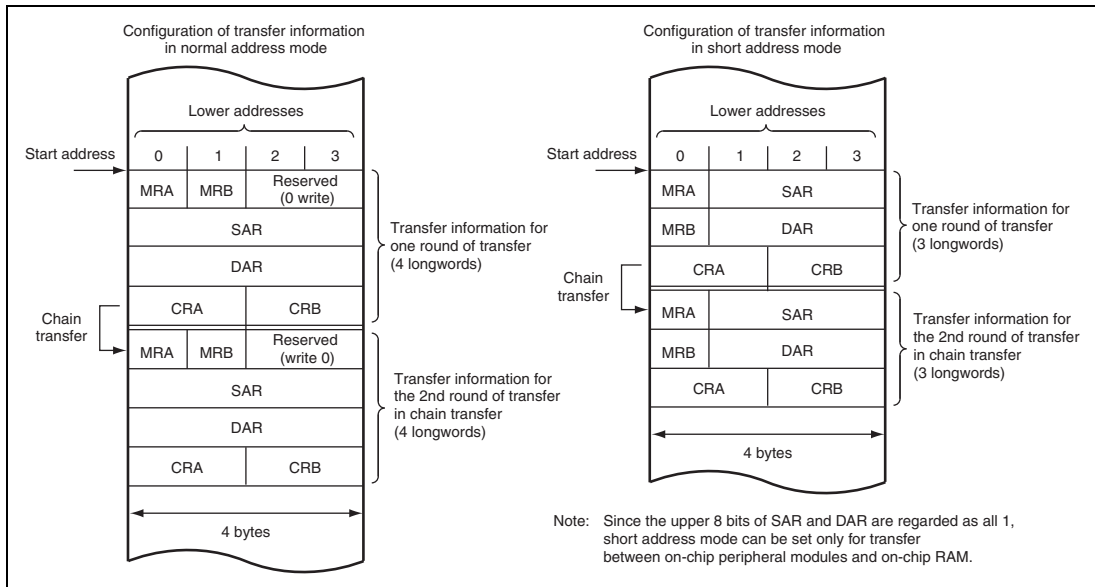 Configuration of transfer information
in normal address mode
Lower addresses
Start address
0 1 2 3
MRA MRB Reserved
(0 write)
SAR
DAR
CRA CRB
Transfer information for
one round of transfer
(4 longwords)
Chain
transfer
MRA MRB Reserved
(write 0)
SAR
DAR
CRA CRB
Transfer information for
the 2nd round of transfer
in chain transfer
(4 longwords)
4 bytes
Configuration of transfer information
in short address mode
Lower addresses
Start address
0 1 2 3
MRA SAR
MRB DAR
CRA CRB
Transfer information for
one round of transfer
(3 longwords)
Chain
transfer
MRA SAR
MRB DAR
CRA CRB
Transfer information for
the 2nd round of transfer
in chain transfer
(3 longwords)
4 bytes
Note: Since the upper 8 bits of SAR and DAR are regarded as all 1,
short address mode can be set only for transfer
between on-chip peripheral modules and on-chip RAM.